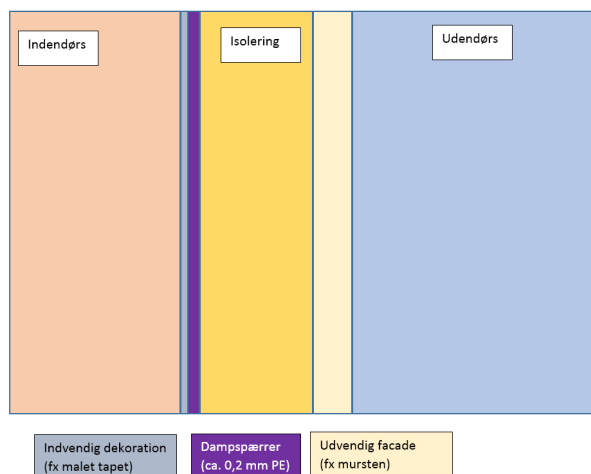 Indendørs
Isolering
Udendørs
Indvendig dekoration
(fx malet tapet)
Dampspærrer
(ca. 0,2 mm PE)
Udvendig facade
(fx mursten)